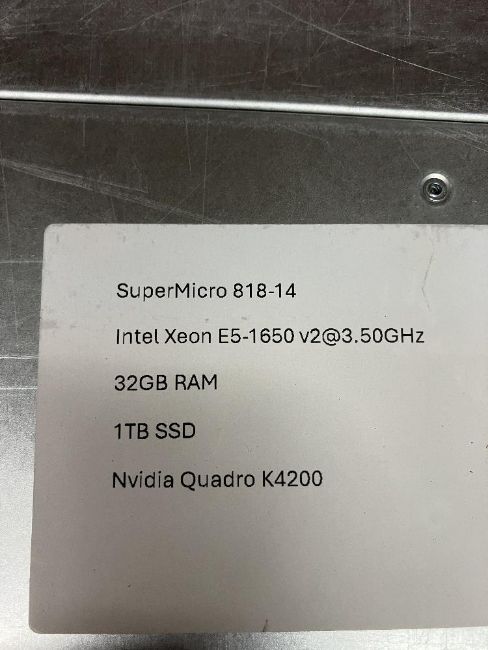 SuperMicro 818-14
Intel Xeon E5-1650 v2@3.50GHz
32GB RAM
1TB SSD
Nvidia Quadro K4200